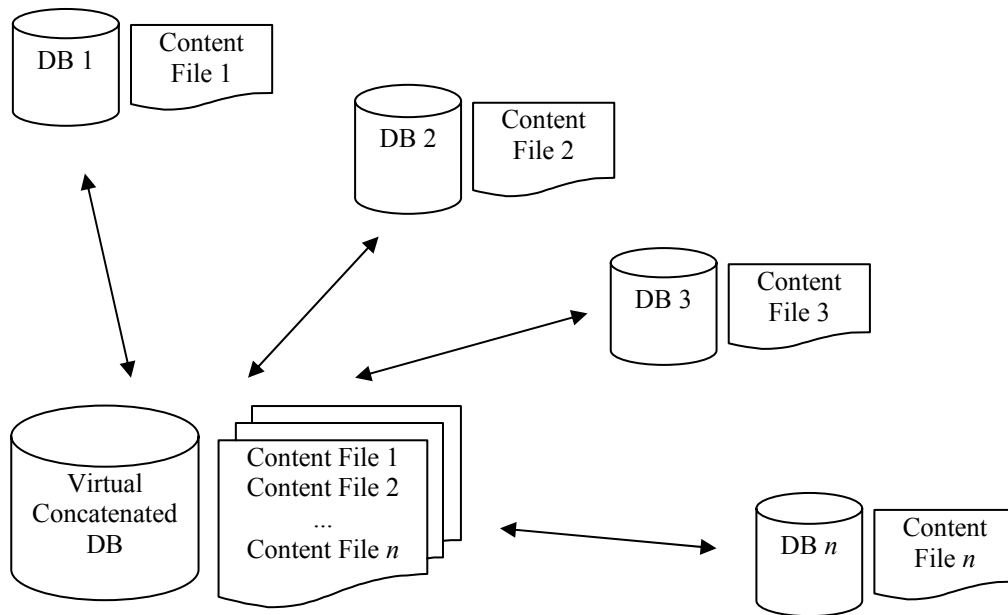 DB 1
Content
File 1
DB 2
Content
File 2
DB 3
Content
File 3
Virtual
Concatenated
DB
Content File 1
Content File 2
...
Content File n
DB n
Content
File n